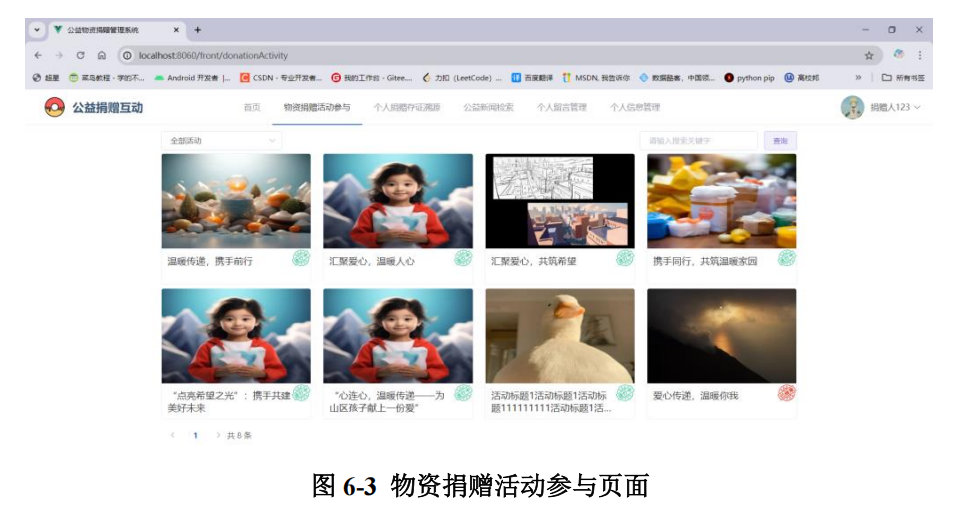 公益物资捐赠管理系统
localhost:8060/front/donationActivity
超星
菜鸟教程 - 学的不...
Android 开发者 |...
CSDN - 专业开发者...
我的工作台 - Gitee....
力扣 (LeetCode) ...
百度翻译
MSDN, 我告诉你
数据酷客，中国领...
python pip
高校邦
»
所有书签
公益捐赠互动
首页
物资捐赠活动参与
个人捐赠存证溯源
公益新闻检索
个人留言管理
个人信息管理
捐赠人123
全部活动
请输入搜索关键字
查询
温暖传递，携手前行
汇聚爱心，温暖人心
汇聚爱心，共筑希望
携手同行，共筑温暖家园
“点亮希望之光”：携手共建
美好未来
“心连心，温暖传递——为
山区孩子献上一份爱”
活动标题1活动标题1活动标
题111111111活动标题1活...
爱心传递，温暖你我
1
共 8 条
图 6-3 物资捐赠活动参与页面